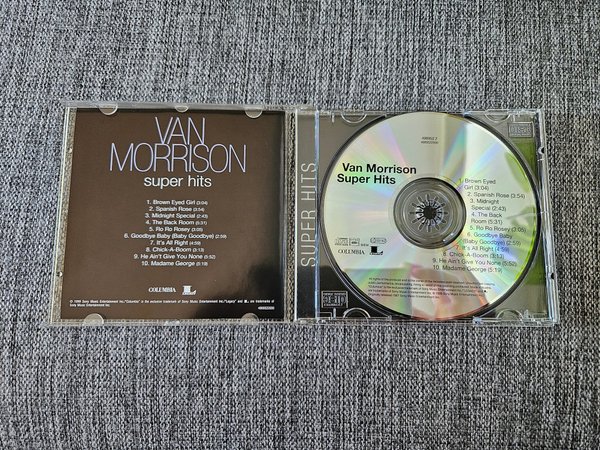 VAN
MORRISON
super hits
1. Brown Eyed Girl (3:04)
2. Spanish Rose (3:54)
3. Midnight Special (2:43)
4. The Back Room (5:31)
5. Ro Ro Rosey (3:05)
6. Goodbye Baby (Baby Goodbye) (2:59)
7. It's All Right (4:59)
8. Chick-A-Boom (3:13)
9. He Ain't Give You None (5:52)
10. Madame George (5:19)
COLUMBIA
SUPER HITS
Van Morrison
Super Hits
1. Brown Eyed
Girl (3:04)
2. Spanish Rose (3:54)
3. Midnight
Special (2:43)
4. The Back
Room (5:31)
5. Ro Ro Rosey (3:05)
6. Goodbye Baby
(Baby Goodbye) (2:59)
7. It's All Right (4:59)
8. Chick-A-Boom (3:13)
9. He Ain't Give You None (5:52)
10. Madame George (5:19)
COLUMBIA